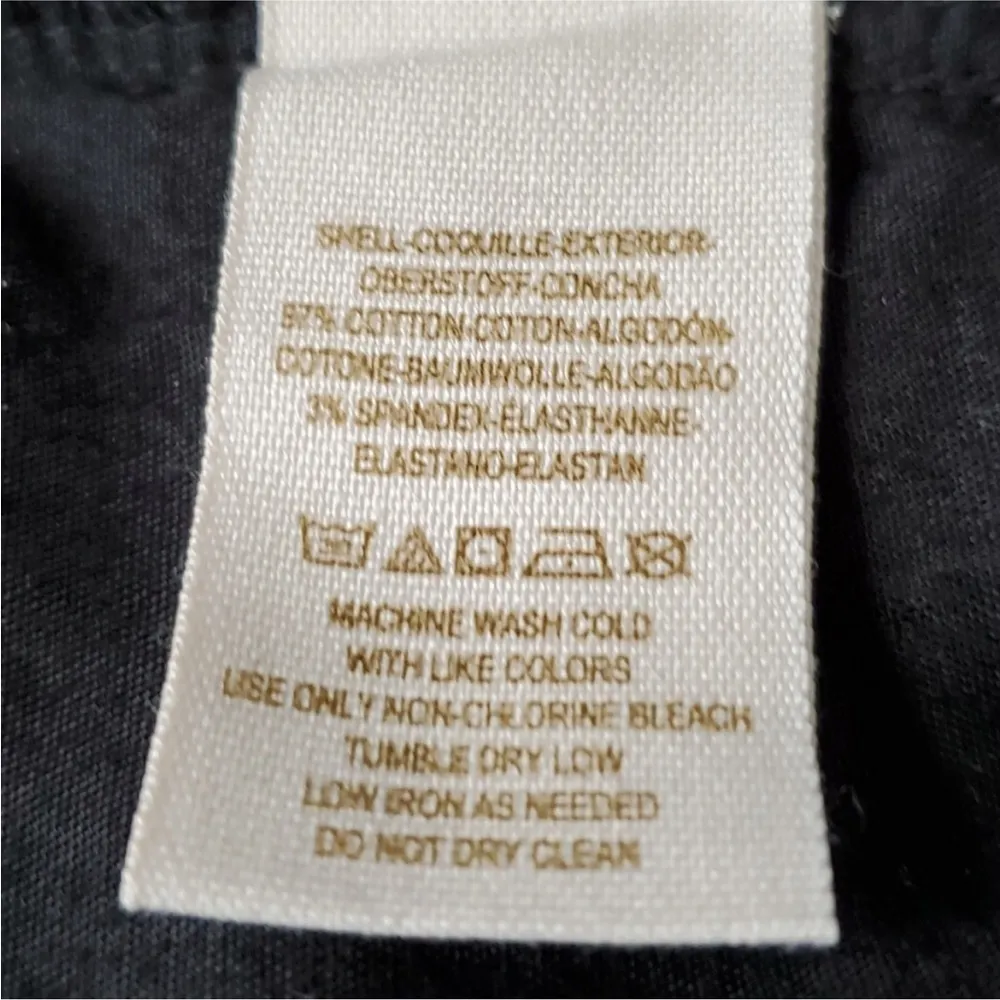 SHELL-COQUILLE-EXTERIOR-
OBERSTOFF-CONCHA
97% COTTON-COTON-ALGODÓN-
COTONE-BAUMWOLLE-ALGODÃO
3% SPANDEX-ELASTHANNE-
ELASTANO-ELASTAN
MACHINE WASH COLD
WITH LIKE COLORS
USE ONLY NON-CHLORINE BLEACH
TUMBLE DRY LOW
LOW IRON AS NEEDED
DO NOT DRY CLEAN